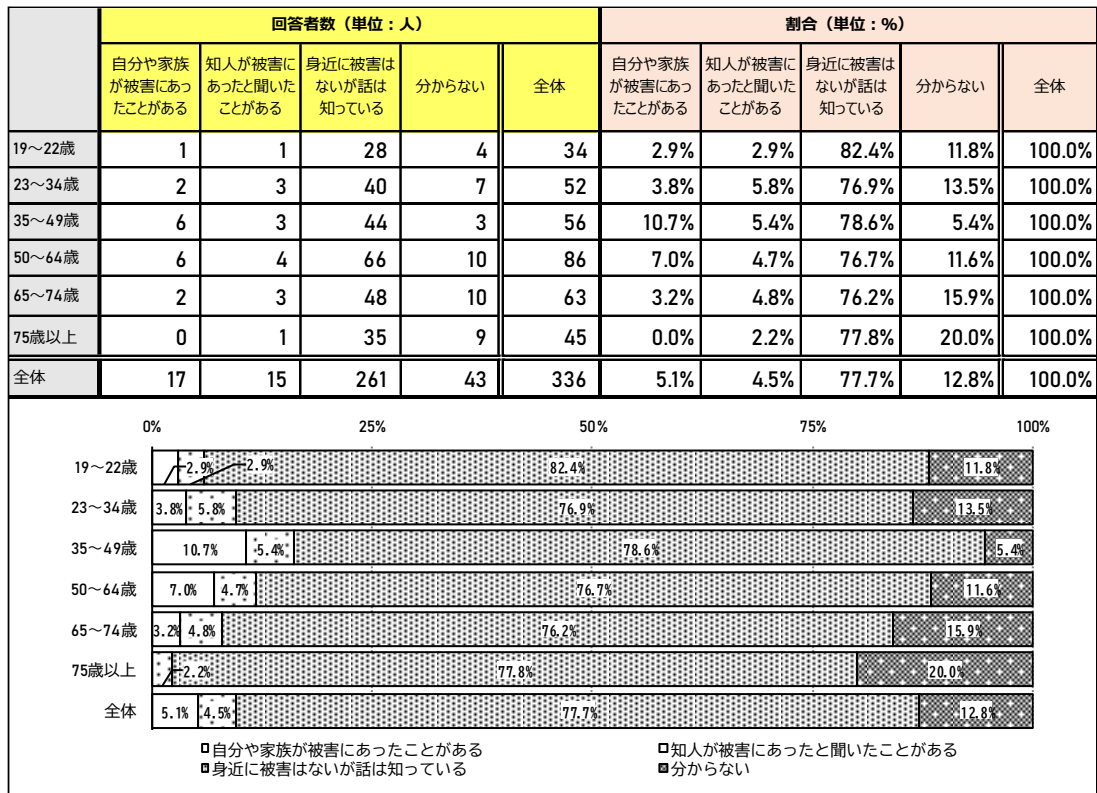 回答者数（単位：人） 割合（単位：%）
自分や家族が被害にあったことがある 知人が被害にあったと聞いたことがある 身近に被害はないが話は知っている 分からない 全体 自分や家族が被害にあったことがある 知人が被害にあったと聞いたことがある 身近に被害はないが話は知っている 分からない 全体
19～22歳 1 1 28 4 34 2.9% 2.9% 82.4% 11.8% 100.0%
23～34歳 2 3 40 7 52 3.8% 5.8% 76.9% 13.5% 100.0%
35～49歳 6 3 44 3 56 10.7% 5.4% 78.6% 5.4% 100.0%
50～64歳 6 4 66 10 86 7.0% 4.7% 76.7% 11.6% 100.0%
65～74歳 2 3 48 10 63 3.2% 4.8% 76.2% 15.9% 100.0%
75歳以上 0 1 35 9 45 0.0% 2.2% 77.8% 20.0% 100.0%
全体 17 15 261 43 336 5.1% 4.5% 77.7% 12.8% 100.0%
0% 25% 50% 75% 100%
19～22歳 2.9% 2.9% 82.4% 11.8%
23～34歳 3.8% 5.8% 76.9% 13.5%
35～49歳 10.7% 5.4% 78.6% 5.4%
50～64歳 7.0% 4.7% 76.7% 11.6%
65～74歳 3.2% 4.8% 76.2% 15.9%
75歳以上 2.2% 77.8% 20.0%
全体 5.1% 4.5% 77.7% 12.8%
自分や家族が被害にあったことがある 知人が被害にあったと聞いたことがある
身近に被害はないが話は知っている 分からない